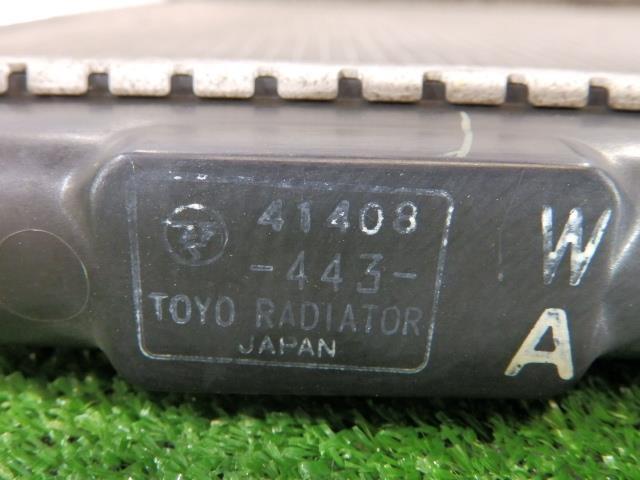 41408
-443-
TOYO RADIATOR
JAPAN
W
A